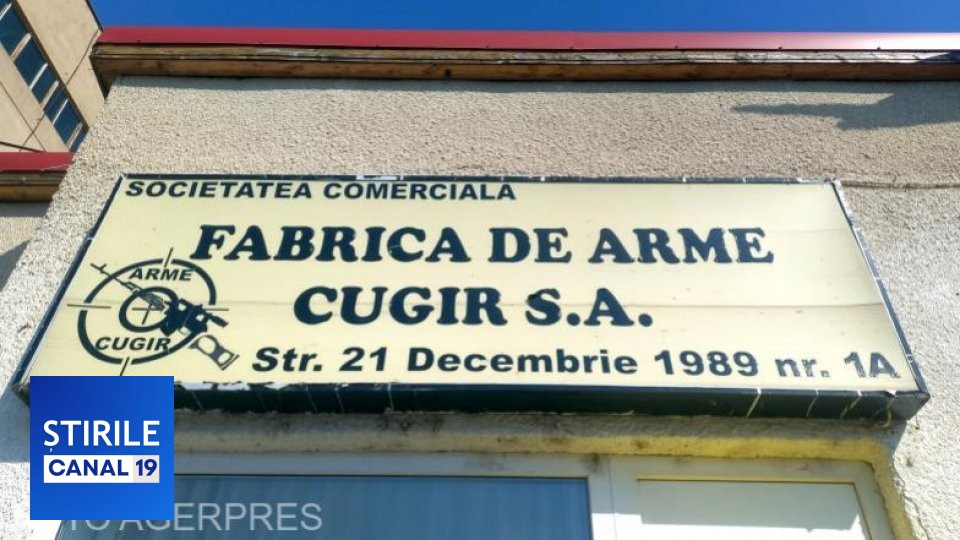 SOCIETATEA COMERCIALA
FABRICA DE ARME
CUGIR S.A.
Str. 21 Decembrie 1989 nr. 1A
ARME
CUGIR
ȘTIRILE
CANAL 19
AGERPRES